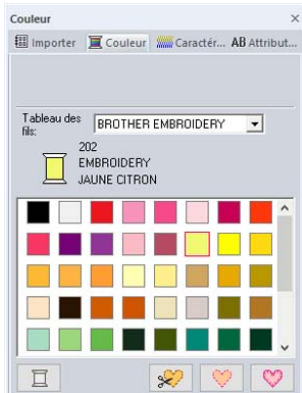 Couleur
Importer Couleur Caractér... AB Attribut...
Tableau des fils: BROTHER EMBROIDERY
202
EMBROIDERY
JAUNE CITRON